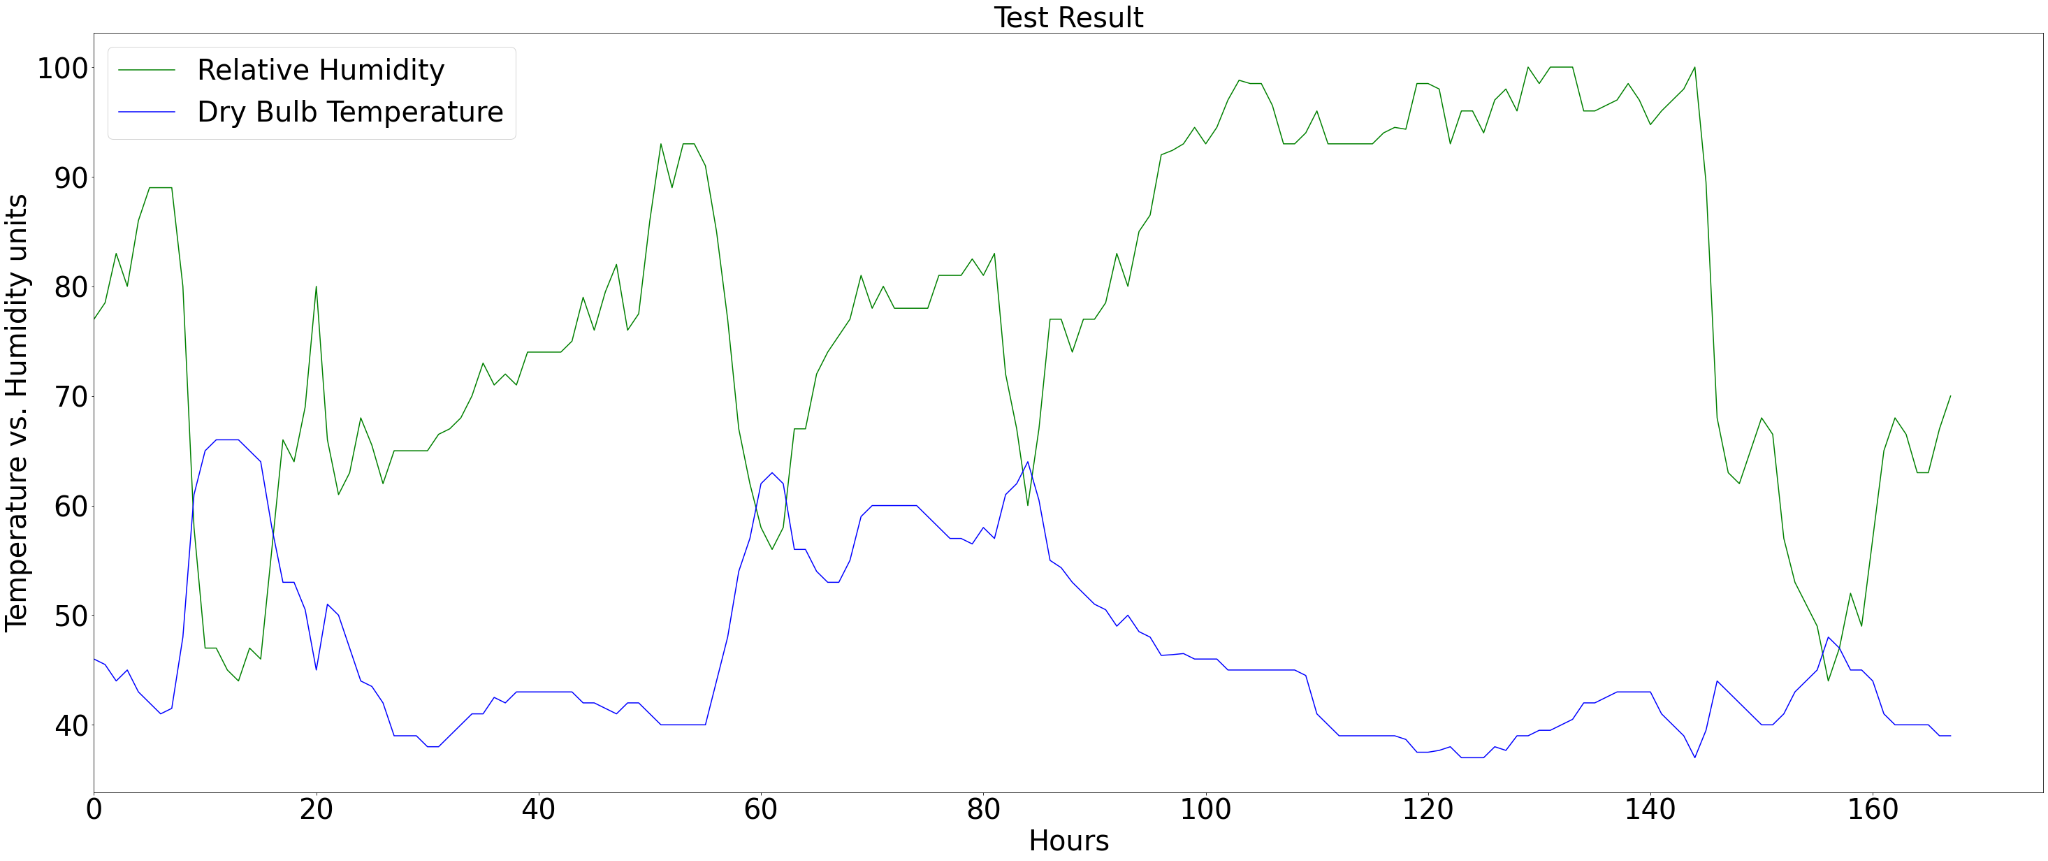 Test Result
Relative Humidity
Dry Bulb Temperature
Temperature vs. Humidity units
100
90
80
70
60
50
40
0 20 40 60 80 100 120 140 160
Hours